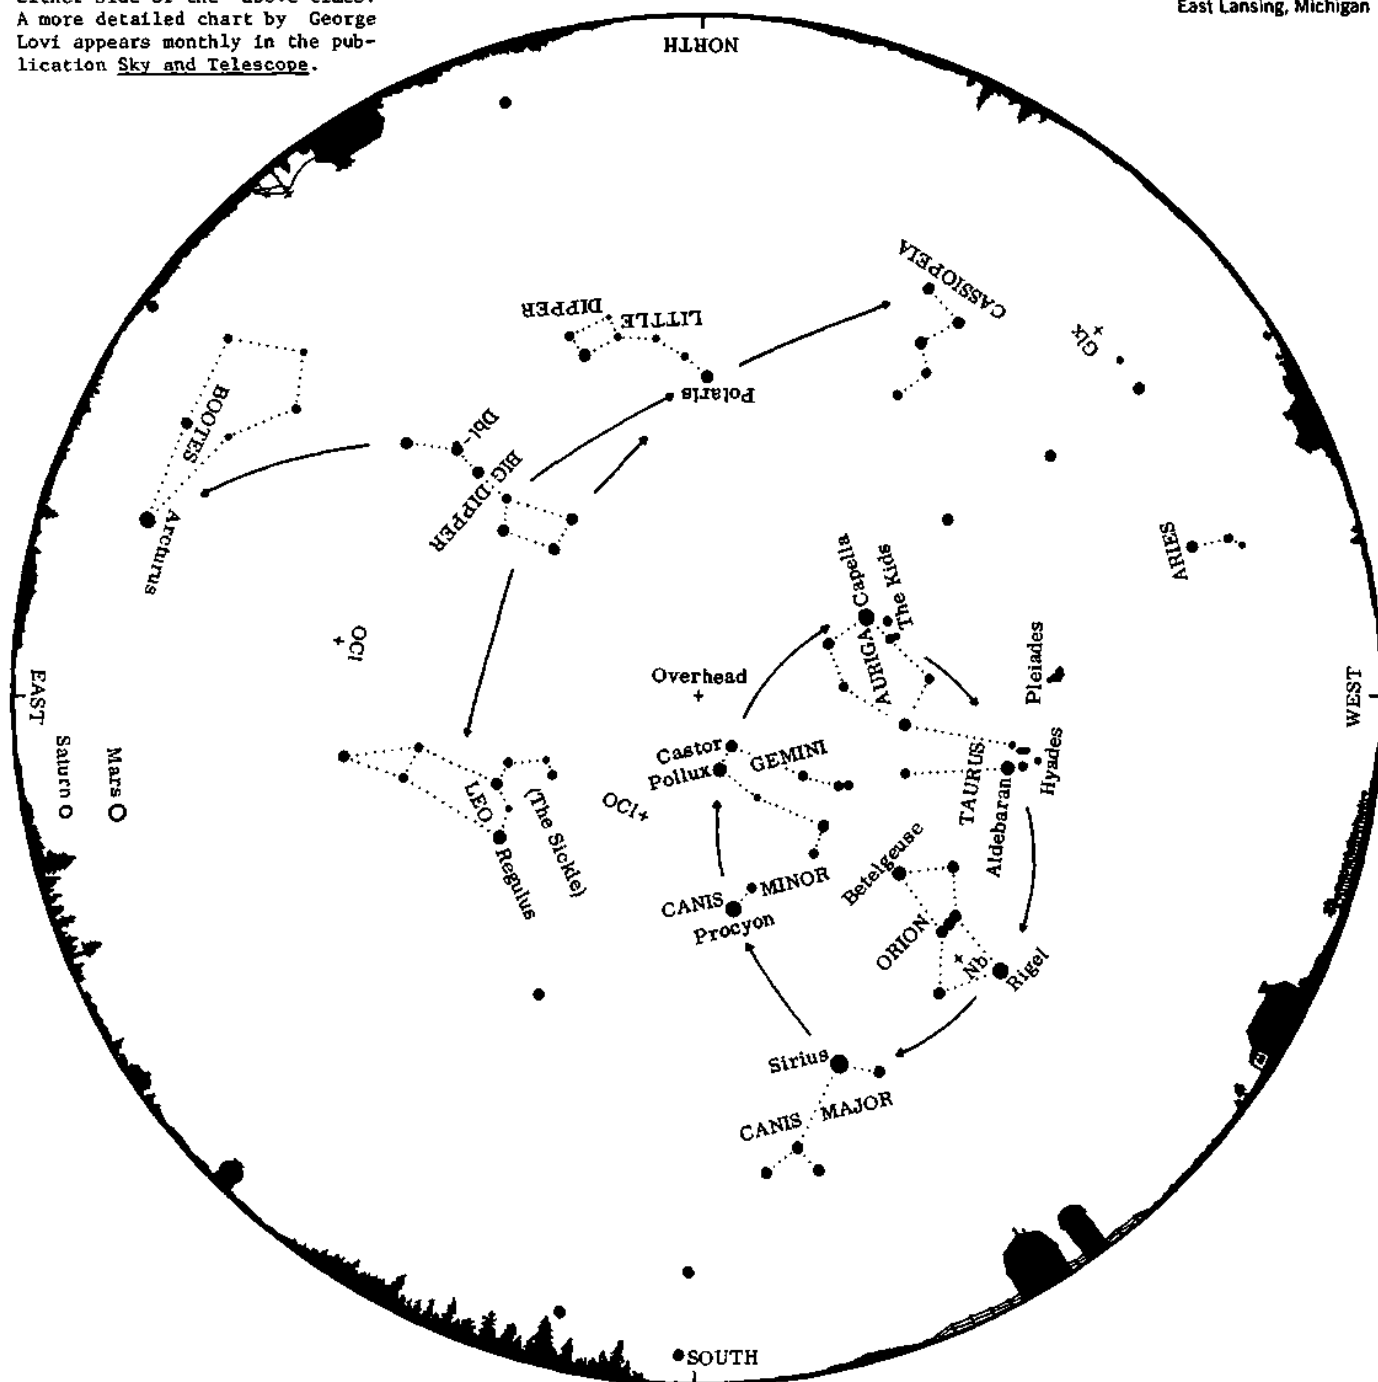 A more detailed chart by George
Lovi appears monthly in the pub-
lication Sky and Telescope.
East Lansing, Michigan
NORTH
CASSIOPEIA
LITTLE
DIPPER
Glx
Polaris
BOOTES
Dbl
BIG DIPPER
Arcturus
Capella
The Kids
ARIES
OCl
AURIGA
Pleiades
EAST
Overhead
WEST
Saturn
Mars
Castor
Pollux
GEMINI
TAURUS
Hyades
Aldebaran
LEO
(The Sickle)
Regulus
OCl
Betelgeuse
CANIS MINOR
Procyon
ORION
Nb
Rigel
Sirius
CANIS MAJOR
SOUTH